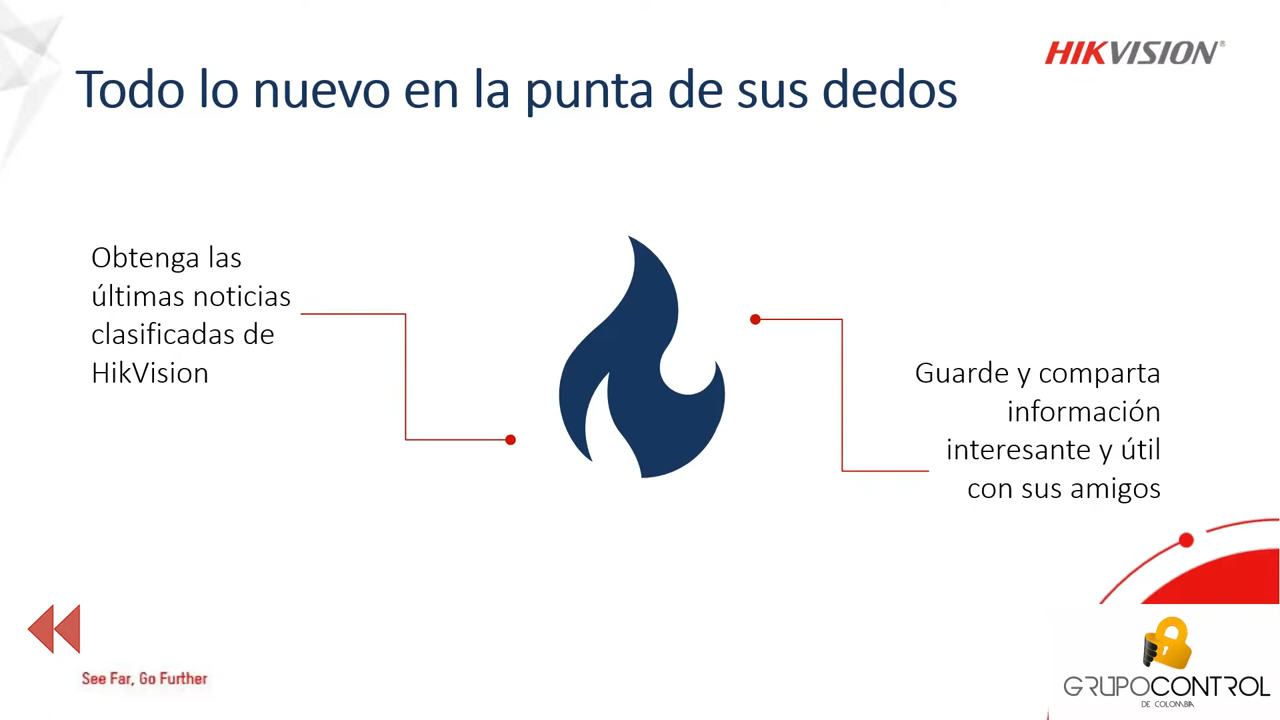 HIKVISION®
Todo lo nuevo en la punta de sus dedos
Obtenga las
últimas noticias
clasificadas de
HikVision
Guarde y comparta
información
interesante y útil
con sus amigos
See Far, Go Further
GRUPOCONTROL
DE COLOMBIA